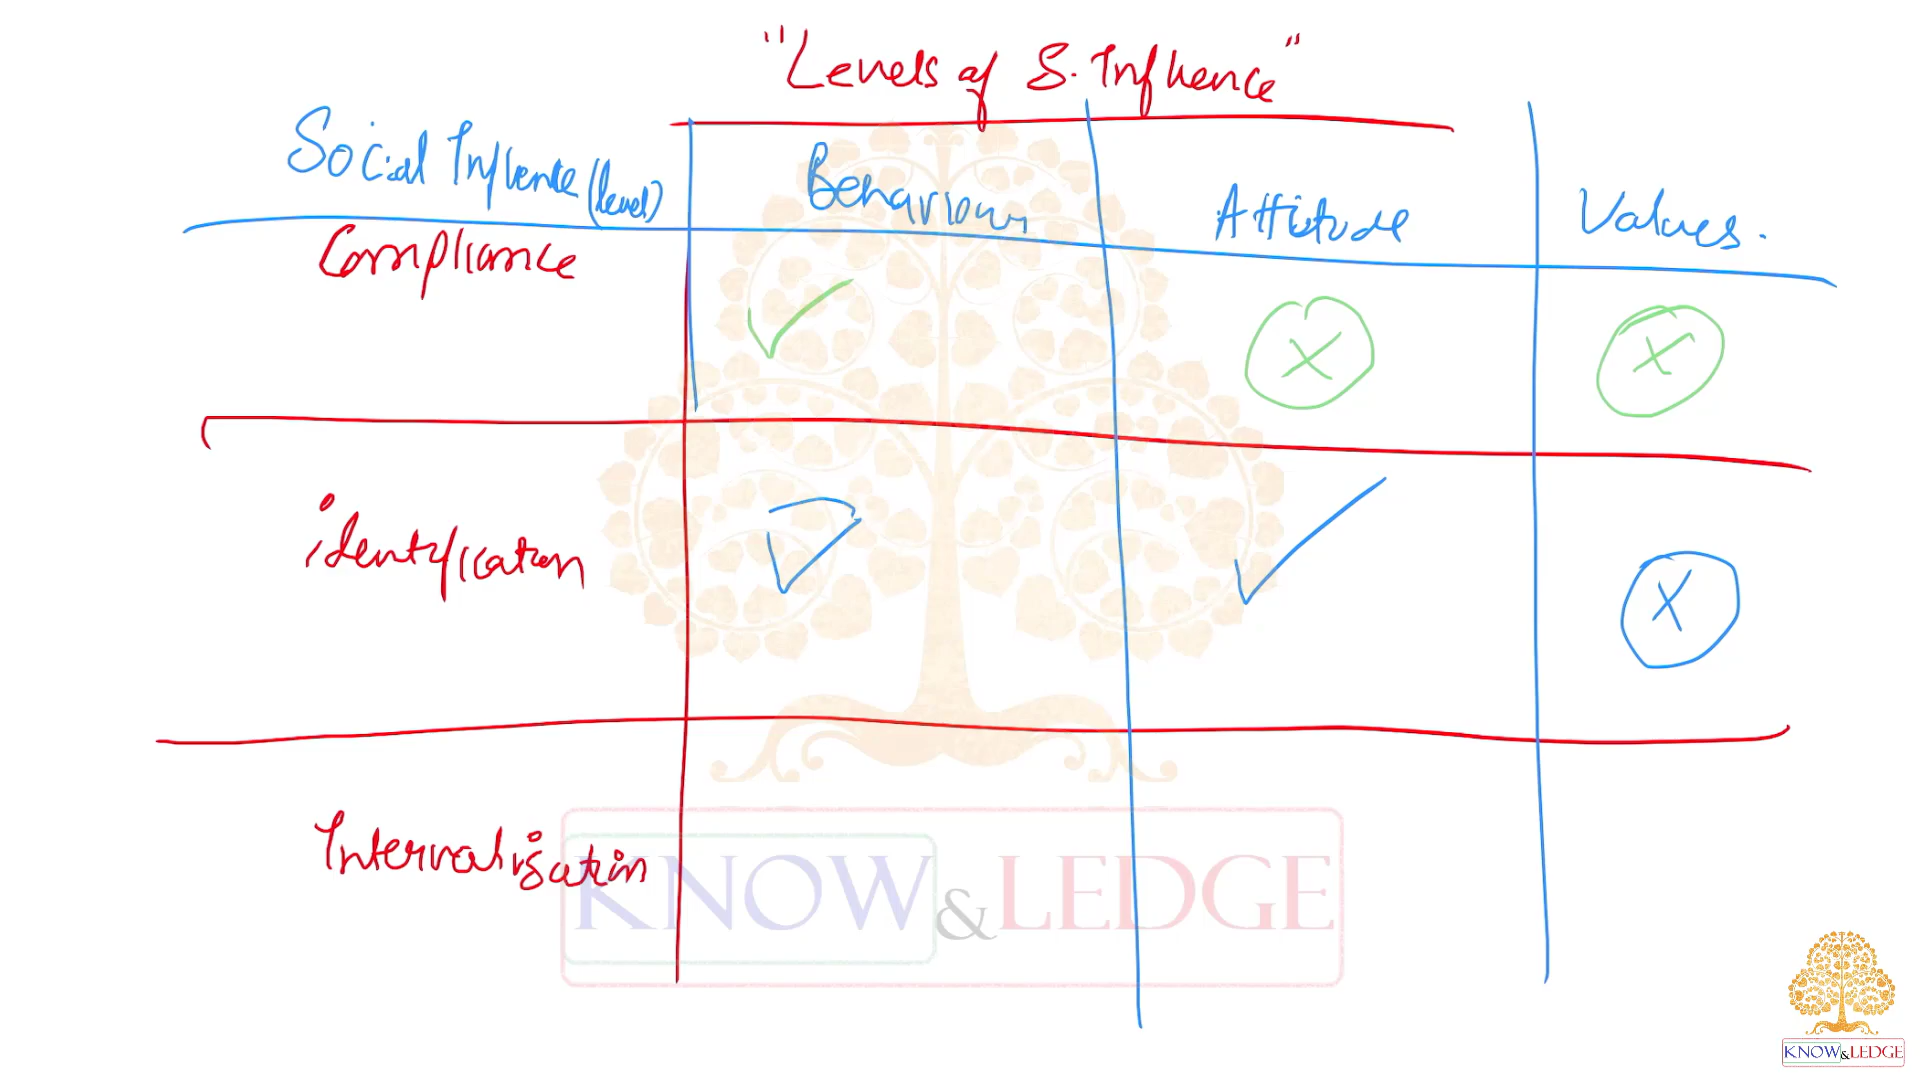 "Levels of S. Influence"
Social Influence (level) Behaviour Attitude Values.
Compliance ✓ X X
identification ✓ ✓ X
Internalisation
KNOW&LEDGE
KNOW&LEDGE